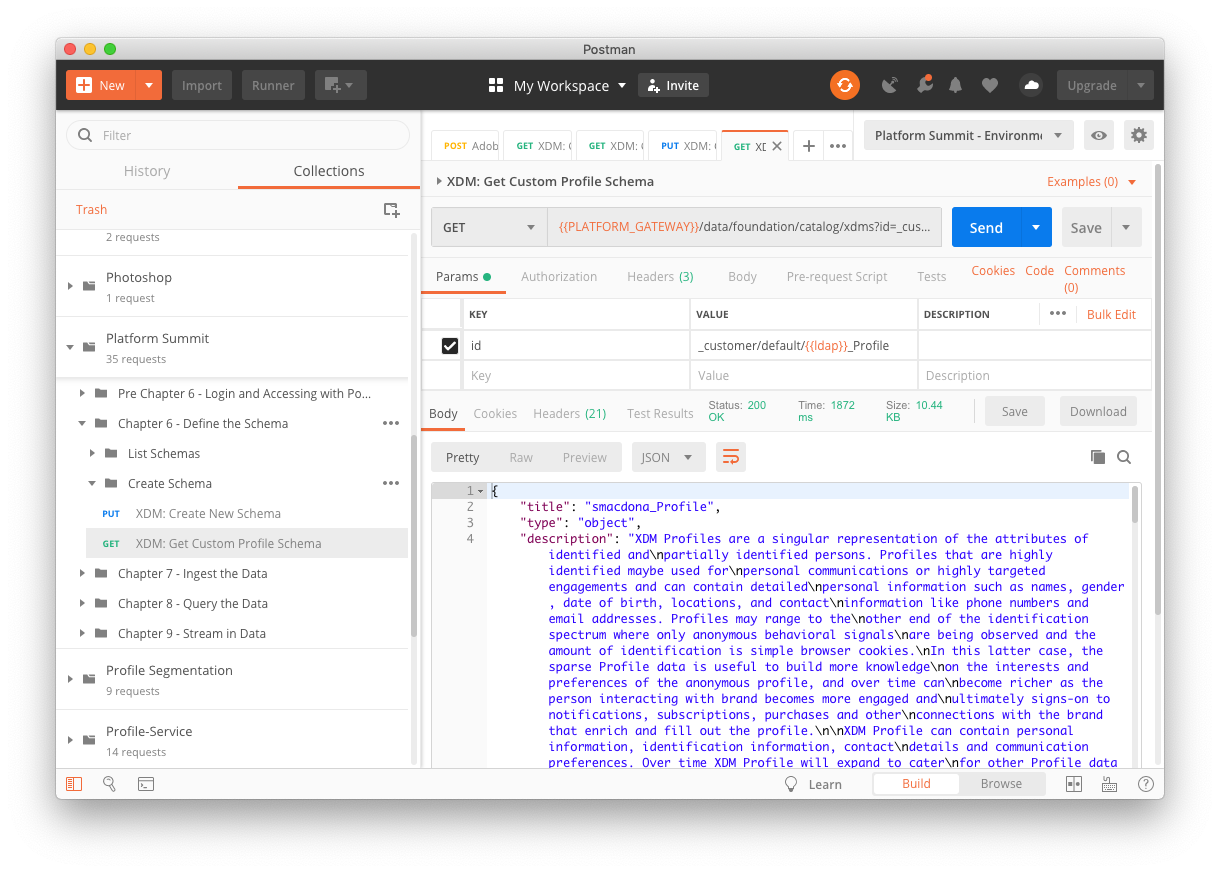 Postman
New
Import
Runner
My Workspace
Invite
Upgrade
Filter
History
Collections
Trash
2 requests
Photoshop
1 request
Platform Summit
35 requests
Pre Chapter 6 - Login and Accessing with Po...
Chapter 6 - Define the Schema
List Schemas
Create Schema
PUT XDM: Create New Schema
GET XDM: Get Custom Profile Schema
Chapter 7 - Ingest the Data
Chapter 8 - Query the Data
Chapter 9 - Stream in Data
Profile Segmentation
9 requests
Profile-Service
14 requests
POST Adob
GET XDM:
GET XDM:
PUT XDM:
GET XD
Platform Summit - Environm
XDM: Get Custom Profile Schema
Examples (0)
GET
{{PLATFORM_GATEWAY}}/data/foundation/catalog/xdms?id=_cus...
Send
Save
Params
Authorization
Headers (3)
Body
Pre-request Script
Tests
Cookies
Code
Comments (0)
KEY VALUE DESCRIPTION
Bulk Edit
id _customer/default/{{ldap}}_Profile
Key Value Description
Body
Cookies
Headers (21)
Test Results
Status: 200 OK
Time: 1872 ms
Size: 10.44 KB
Save
Download
Pretty
Raw
Preview
JSON
1 {
2 "title": "smacdona_Profile",
3 "type": "object",
4 "description": "XDM Profiles are a singular representation of the attributes of
identified and\npartially identified persons. Profiles that are highly
identified maybe used for\npersonal communications or highly targeted
engagements and can contain detailed\npersonal information such as names, gender
, date of birth, locations, and contact\ninformation like phone numbers and
email addresses. Profiles may range to the\nother end of the identification
spectrum where only anonymous behavioral signals\nare being observed and the
amount of identification is simple browser cookies.\nIn this latter case, the
sparse Profile data is useful to build more knowledge\non the interests and
preferences of the anonymous profile, and over time can\nbecome richer as the
person interacting with brand becomes more engaged and\nultimately signs-on to
notifications, subscriptions, purchases and other\nconnections with the brand
that enrich and fill out the profile.\n\nXDM Profile can contain personal
information, identification information, contact\ndetails and communication
preferences. Over time XDM Profile will expand to cater\nfor other Profile data
Learn
Build
Browse